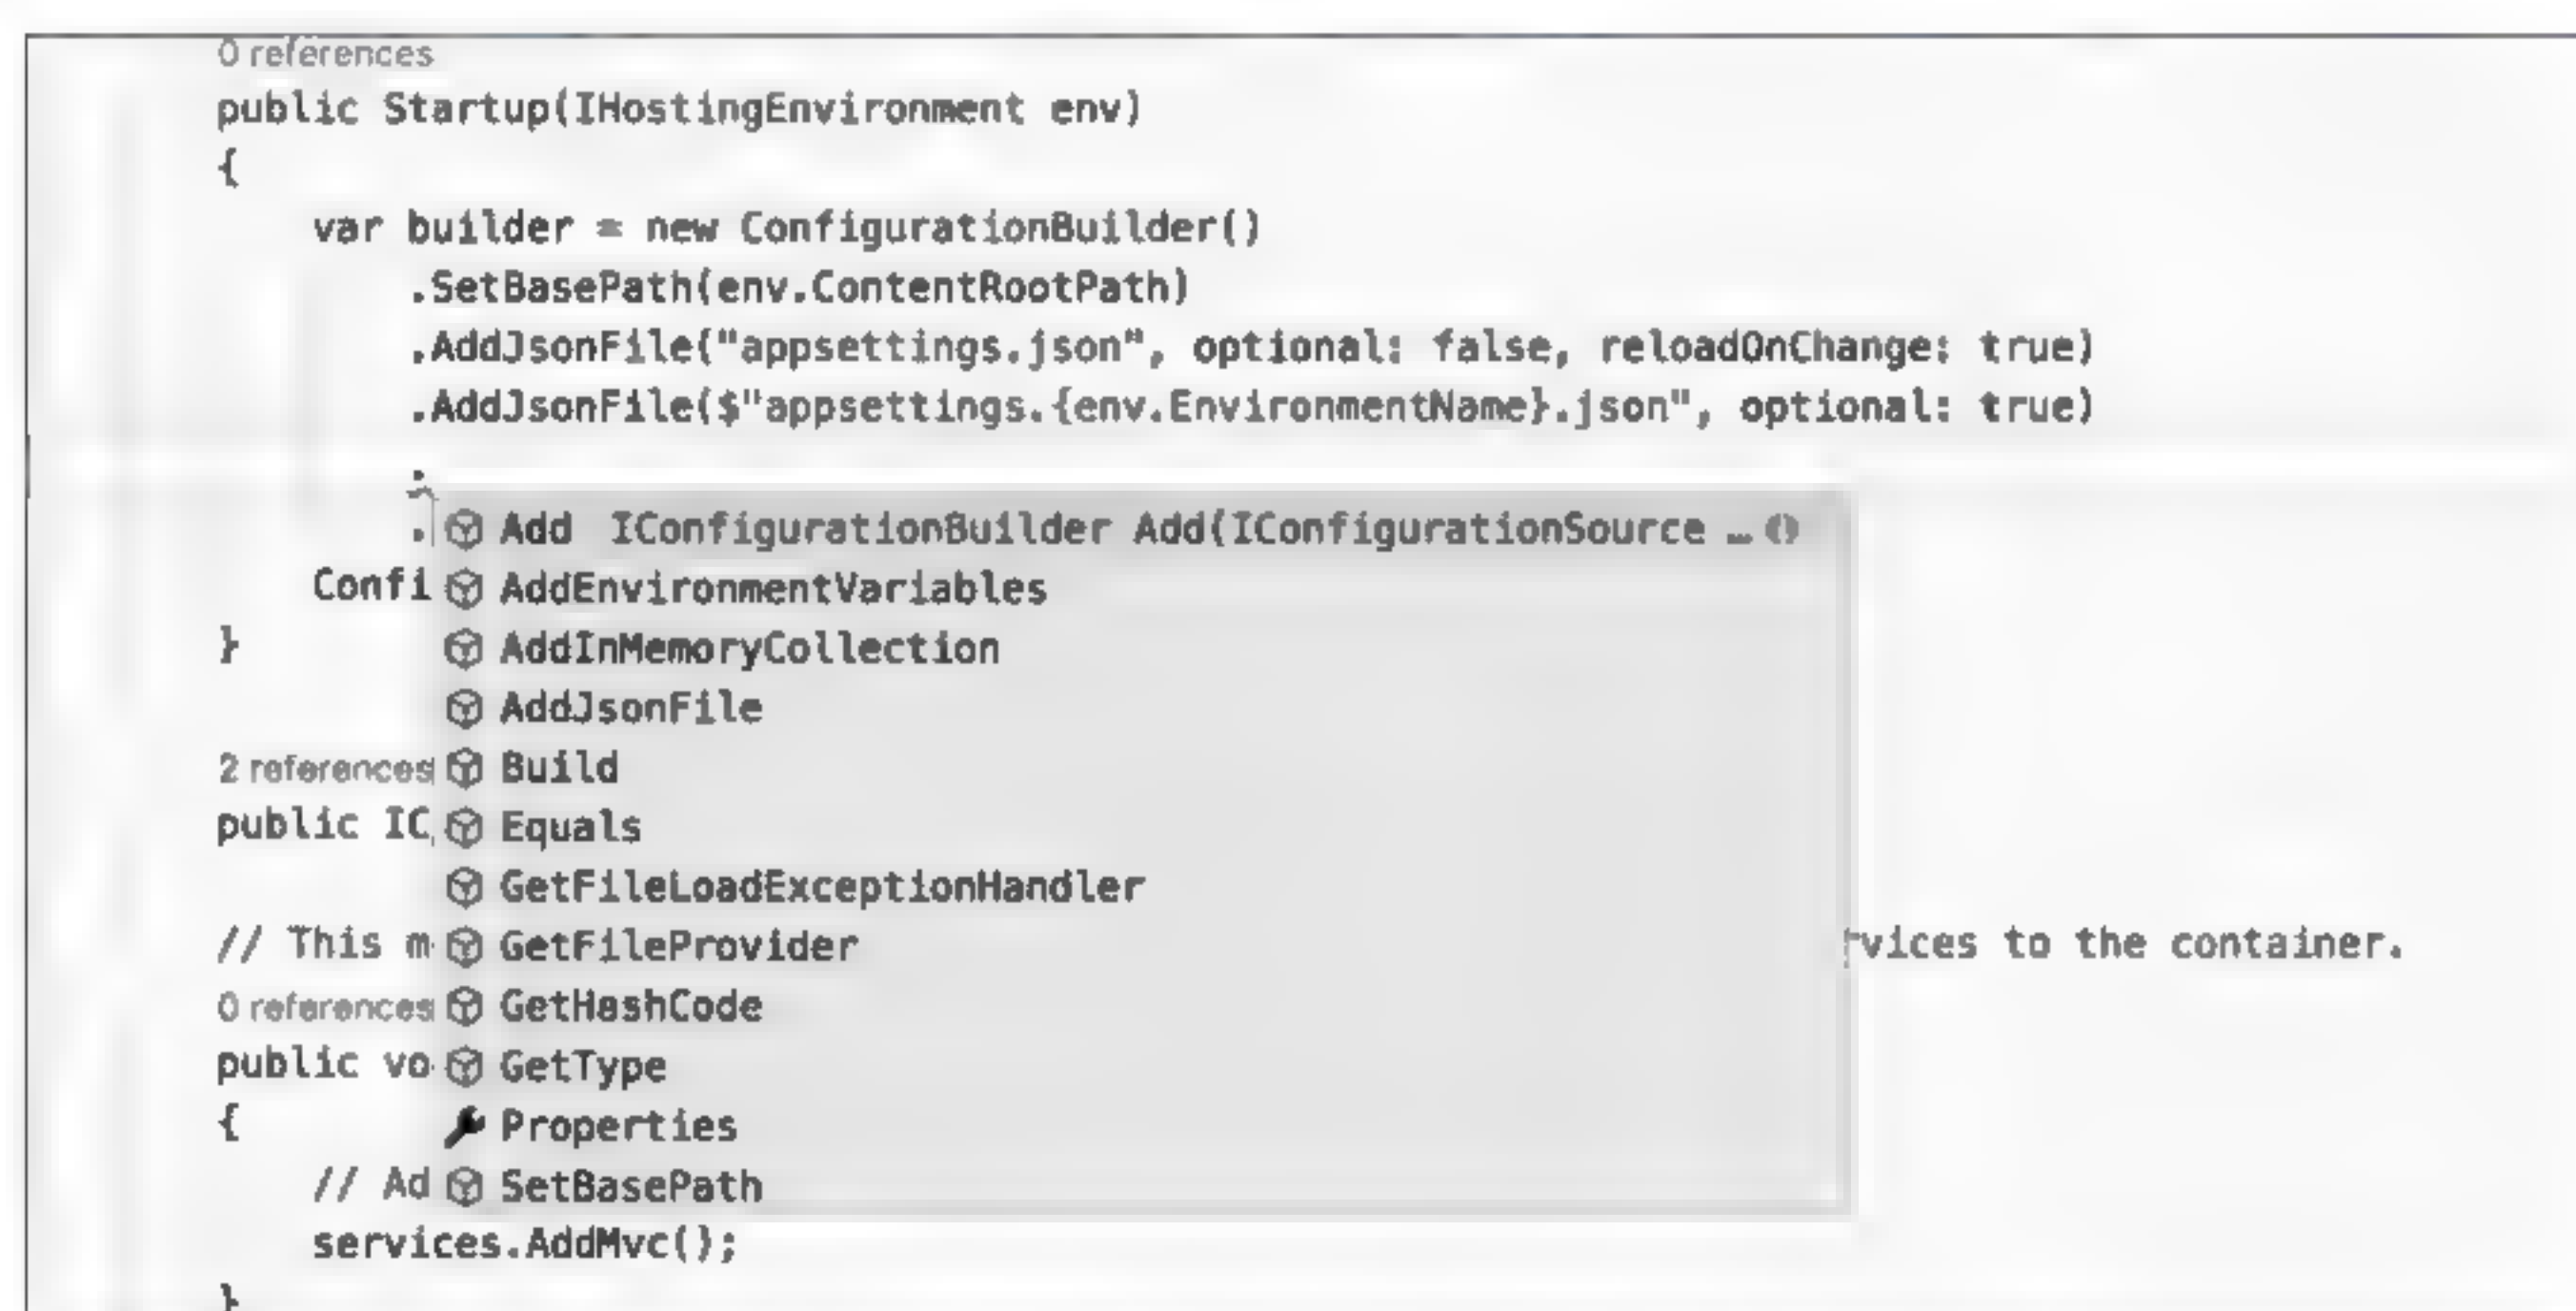 0 references
public Startup(IHostingEnvironment env)
{
var builder = new ConfigurationBuilder()
.SetBasePath(env.ContentRootPath)
.AddJsonFile("appsettings.json", optional: false, reloadOnChange: true)
.AddJsonFile($"appsettings.{env.EnvironmentName}.json", optional: true)
.
.
Add IConfigurationBuilder Add(IConfigurationSource …
Confi
AddEnvironmentVariables
}
AddInMemoryCollection
AddJsonFile
2 references
Build
public IC
Equals
GetFileLoadExceptionHandler
// This m
GetFileProvider
rvices to the container.
0 references
GetHashCode
public vo
GetType
{
Properties
// Ad
SetBasePath
services.AddMvc();
}